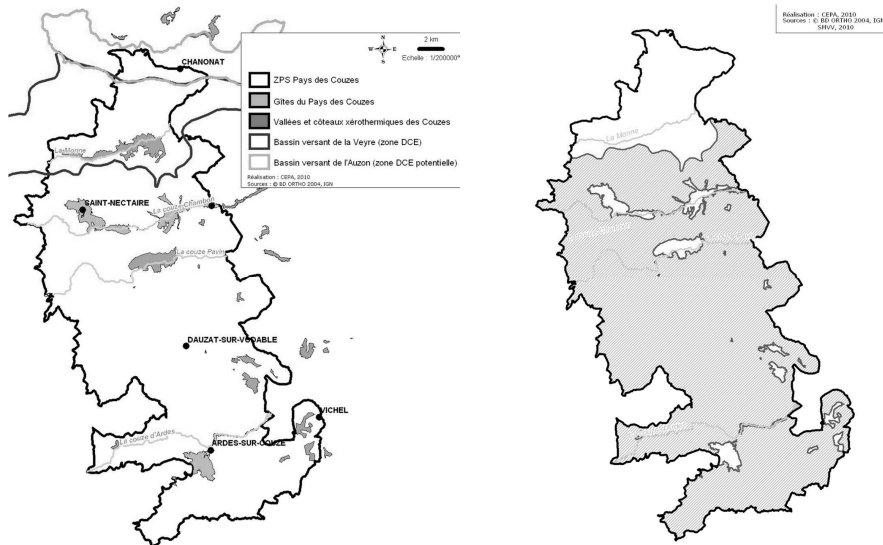 CHANONAT
N
W E
S
2 km
Echelle : 1/200000°
ZPS Pays des Couzes
Gîtes du Pays des Couzes
Vallées et côteaux xérothermiques des Couzes
Bassin versant de la Veyre (zone DCE)
Bassin versant de l'Auzon (zone DCE potentielle)
Réalisation : CEPA, 2010
Sources : © BD ORTHO 2004, IGN
La Monne
SAINT-NECTAIRE
La couze Chambon
La couze Pavin
DAUZAT-SUR-VODABLE
VICHEL
La couze d'Ardes
ARDES-SUR-COUZE
Réalisation : CEPA, 2010
Sources : © BD ORTHO 2004, IGN
SMVV, 2010
La Monne